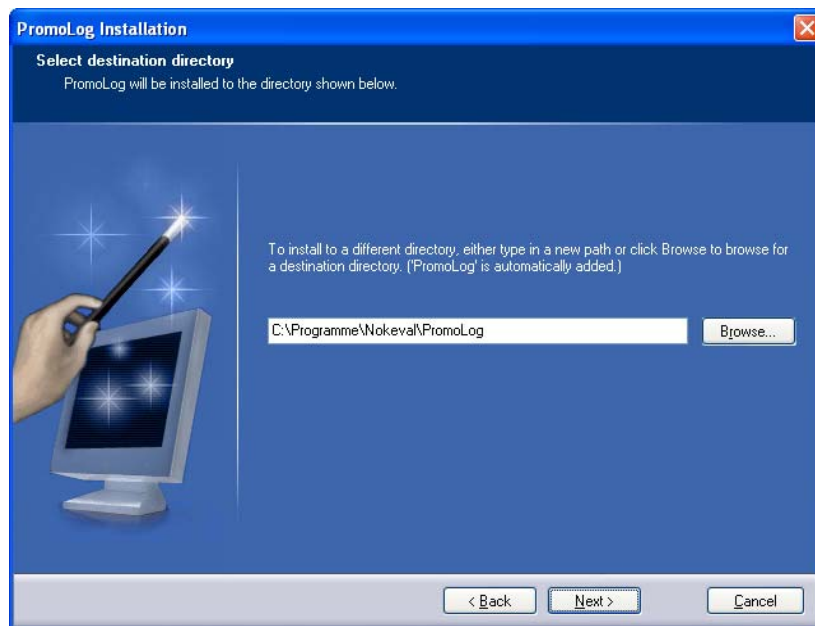 PromoLog Installation
Select destination directory
PromoLog will be installed to the directory shown below.
To install to a different directory, either type in a new path or click Browse to browse for
a destination directory. ('PromoLog' is automatically added.)
C:\Programme\Nokeval\PromoLog
Browse...
< Back
Next >
Cancel